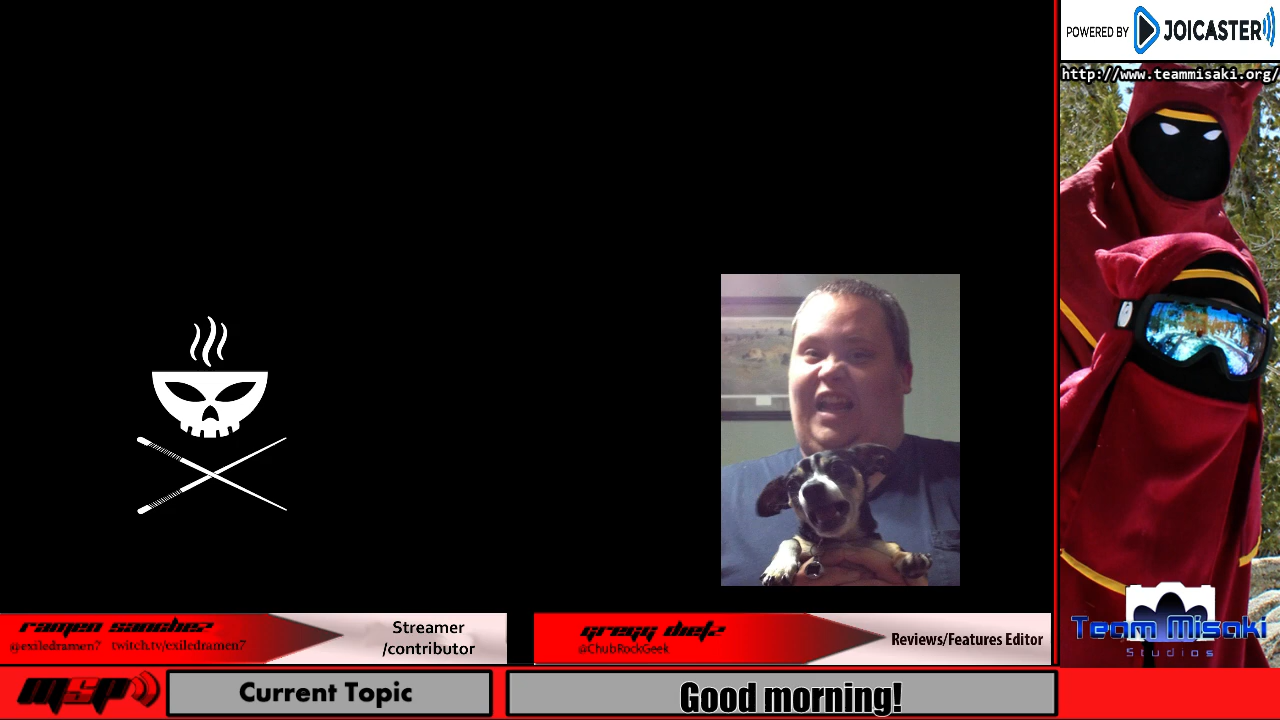 POWERED BY JOICASTER
http://www.teammisaki.org/
Team Misaki
Studios
ramen sanchez
@exiledramen7 twitch.tv/exiledramen7
Streamer
/contributor
gregg dietz
@ChubRockGeek
Reviews/Features Editor
msp
Current Topic
Good morning!